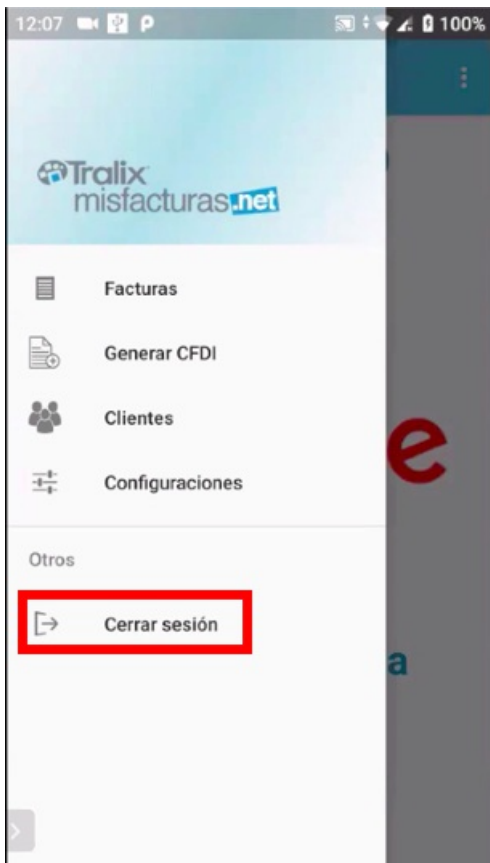 12:07 100%
Tralix
misfacturas.net
Facturas
Generar CFDI
Clientes
Configuraciones
e
Otros
Cerrar sesión
a